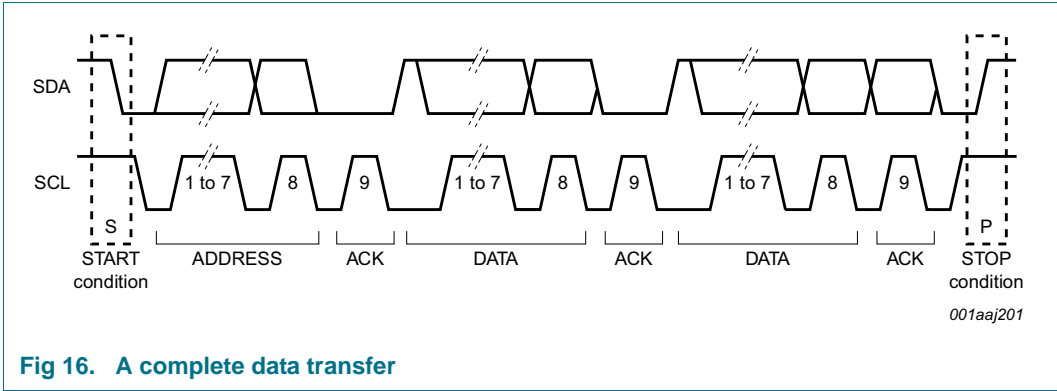 SDA
SCL
1 to 7 8 9 1 to 7 8 9 1 to 7 8 9
S P
START condition
ADDRESS ACK DATA ACK DATA ACK
STOP condition
001aaj201
Fig 16. A complete data transfer